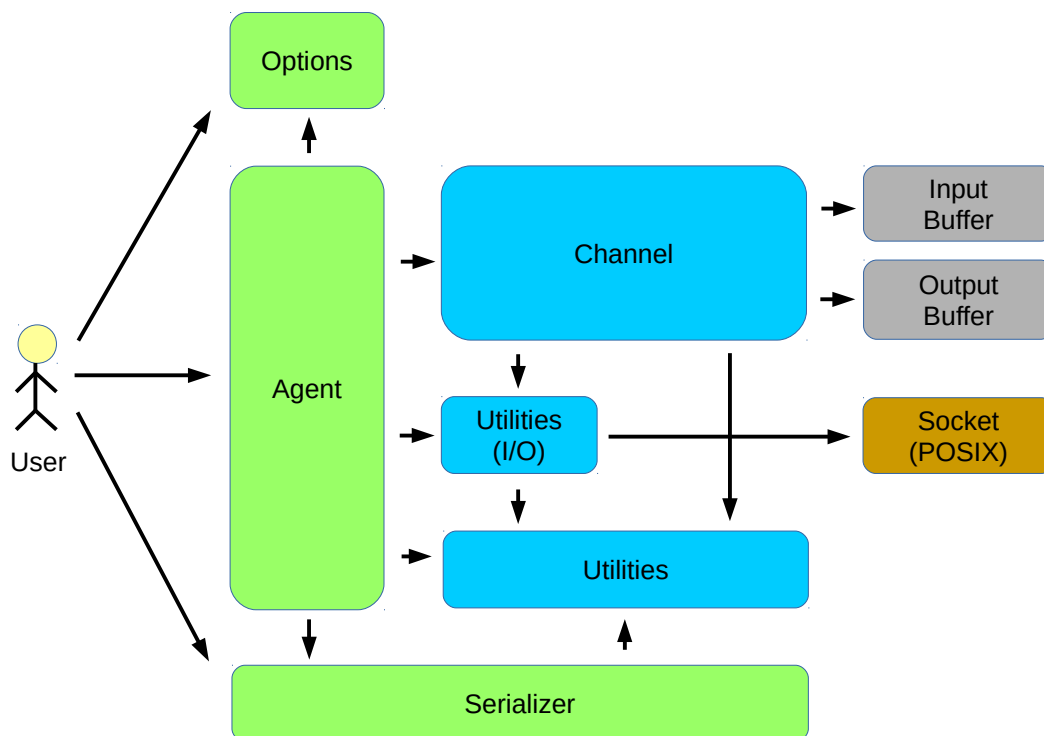 Options
Input
Buffer
Channel
Output
Buffer
Agent
Utilities
(I/O)
Socket
(POSIX)
User
Utilities
Serializer